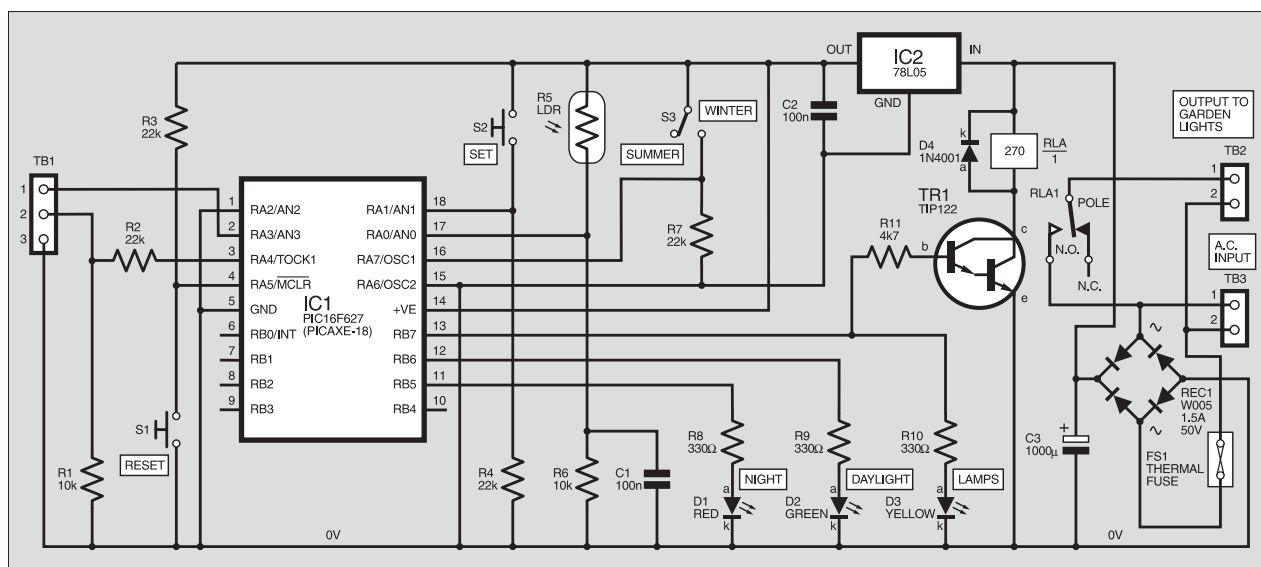 OUT
IN
IC2
78L05
GND
R3
22k
S2
SET
R5
LDR
S3
WINTER
SUMMER
C2
100n
D4
1N4001
k
a
270
RLA
1
OUTPUT TO
GARDEN
LIGHTS
TB2
1
2
RLA1
POLE
N.O.
N.C.
A.C.
INPUT
TB3
1
2
TB1
1
2
3
R2
22k
1 RA2/AN2
2 RA3/AN3
3 RA4/TOCK1
4 RA5/MCLR
5 GND
6 RB0/INT
7 RB1
8 RB2
9 RB3
IC1
PIC16F627
(PICAXE-18)
RA1/AN1 18
RA0/AN0 17
RA7/OSC1 16
RA6/OSC2 15
+VE 14
RB7 13
RB6 12
RB5 11
RB4 10
R7
22k
R11
4k7
TR1
TIP122
b
c
e
S1
RESET
R1
10k
R4
22k
R6
10k
C1
100n
R8
330Ω
NIGHT
a
D1
RED
k
R9
330Ω
DAYLIGHT
a
D2
GREEN
k
R10
330Ω
LAMPS
a
D3
YELLOW
k
+
C3
1000µ
∼
∼
REC1
W005
1.5A
50V
FS1
THERMAL
FUSE
0V
0V